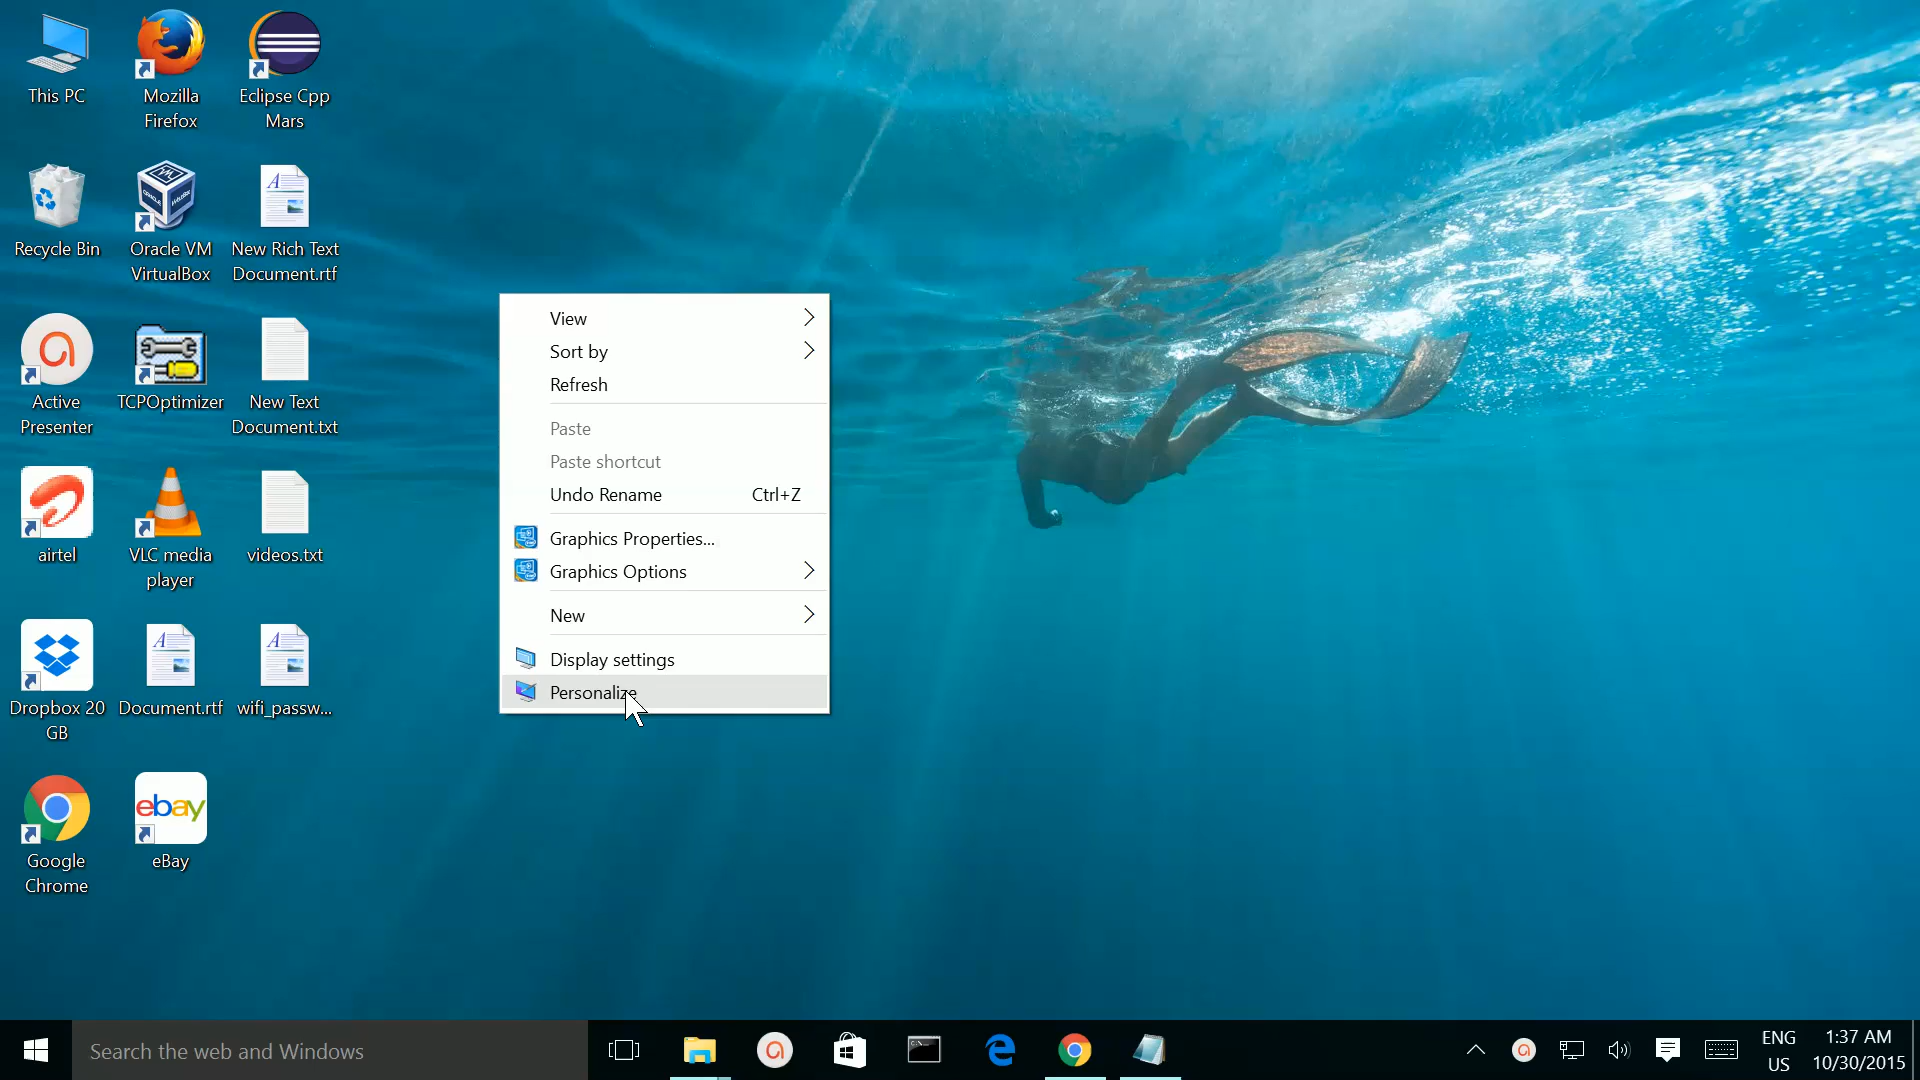 This PC
Mozilla
Firefox
Eclipse Cpp
Mars
Recycle Bin
Oracle VM
VirtualBox
New Rich Text
Document.rtf
Active
Presenter
TCPOptimizer
New Text
Document.txt
airtel
VLC media
player
videos.txt
Dropbox 20
GB
Document.rtf
wifi_passw...
Google
Chrome
ebay
eBay
View
Sort by
Refresh
Paste
Paste shortcut
Undo Rename Ctrl+Z
Graphics Properties...
Graphics Options
New
Display settings
Personalize
Search the web and Windows
ENG
US
1:37 AM
10/30/2015